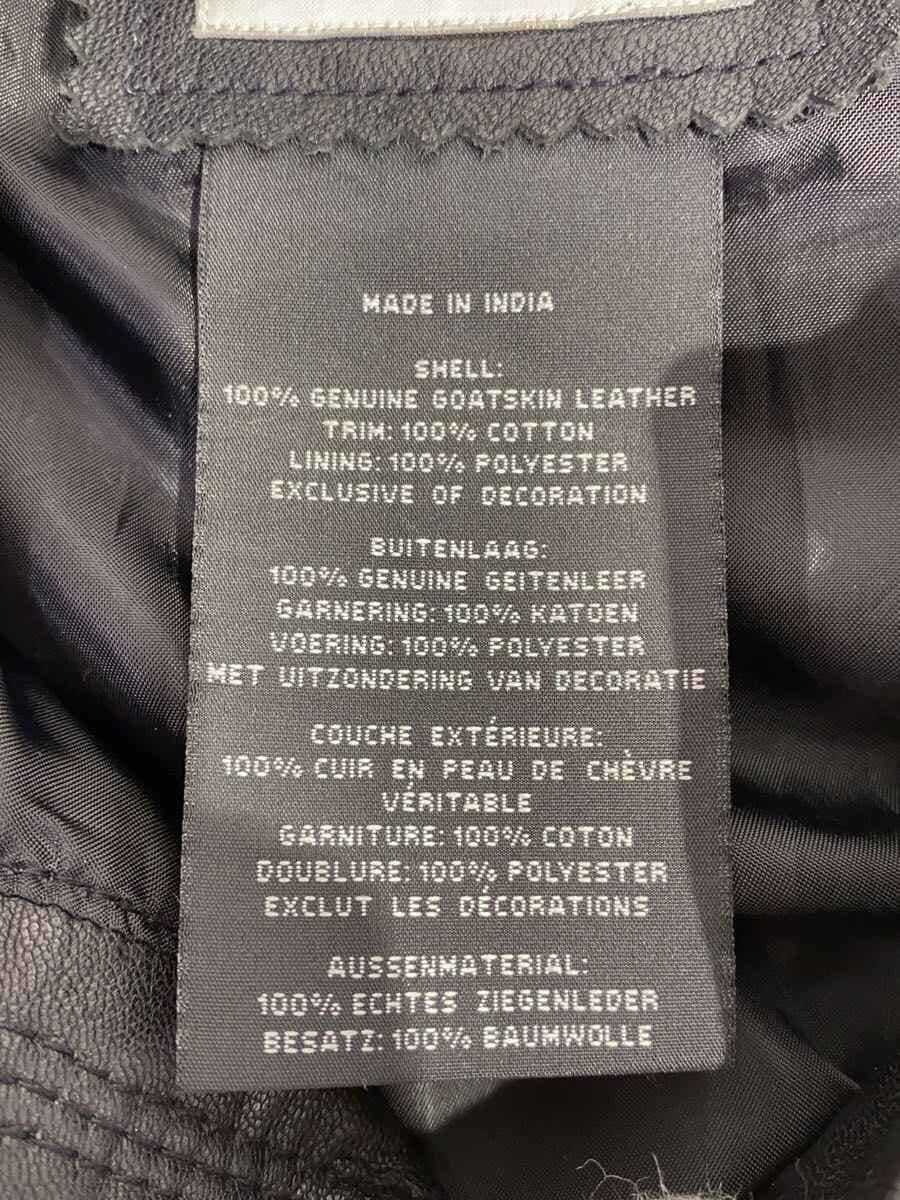 MADE IN INDIA
SHELL:
100% GENUINE GOATSKIN LEATHER
TRIM: 100% COTTON
LINING: 100% POLYESTER
EXCLUSIVE OF DECORATION
BUITENLAAG:
100% GENUINE GEITENLEER
GARNERING: 100% KATOEN
VOERING: 100% POLYESTER
MET UITZONDERING VAN DECORATIE
COUCHE EXTÉRIEURE:
100% CUIR EN PEAU DE CHÈVRE
VÉRITABLE
GARNITURE: 100% COTON
DOUBLURE: 100% POLYESTER
EXCLUT LES DÉCORATIONS
AUSSENMATERIAL:
100% ECHTES ZIEGENLEDER
BESATZ: 100% BAUMWOLLE